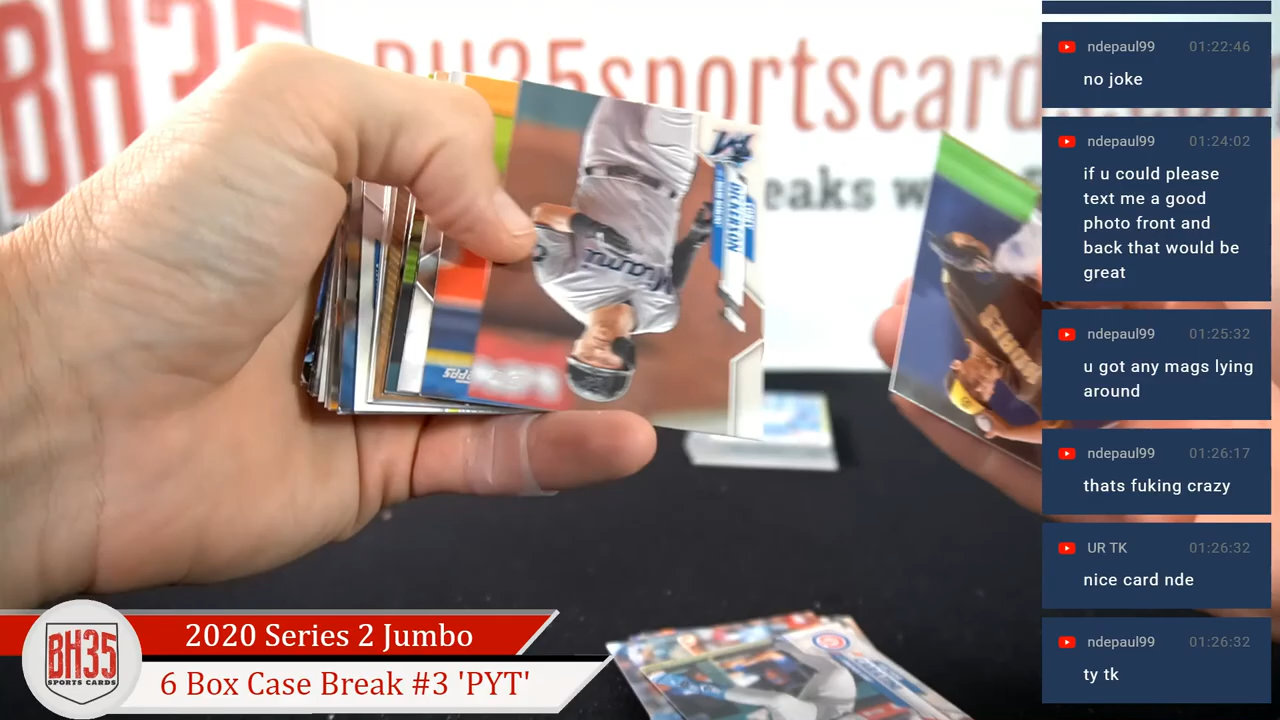 BH35
BH35sportscard
eaks w
DICKERSON
TOPPS
ndepaul99 01:22:46
no joke
ndepaul99 01:24:02
if u could please
text me a good
photo front and
back that would be
great
ndepaul99 01:25:32
u got any mags lying
around
ndepaul99 01:26:17
thats fuking crazy
UR TK 01:26:32
nice card nde
ndepaul99 01:26:32
ty tk
BH35
SPORTS CARDS
2020 Series 2 Jumbo
6 Box Case Break #3 'PYT'